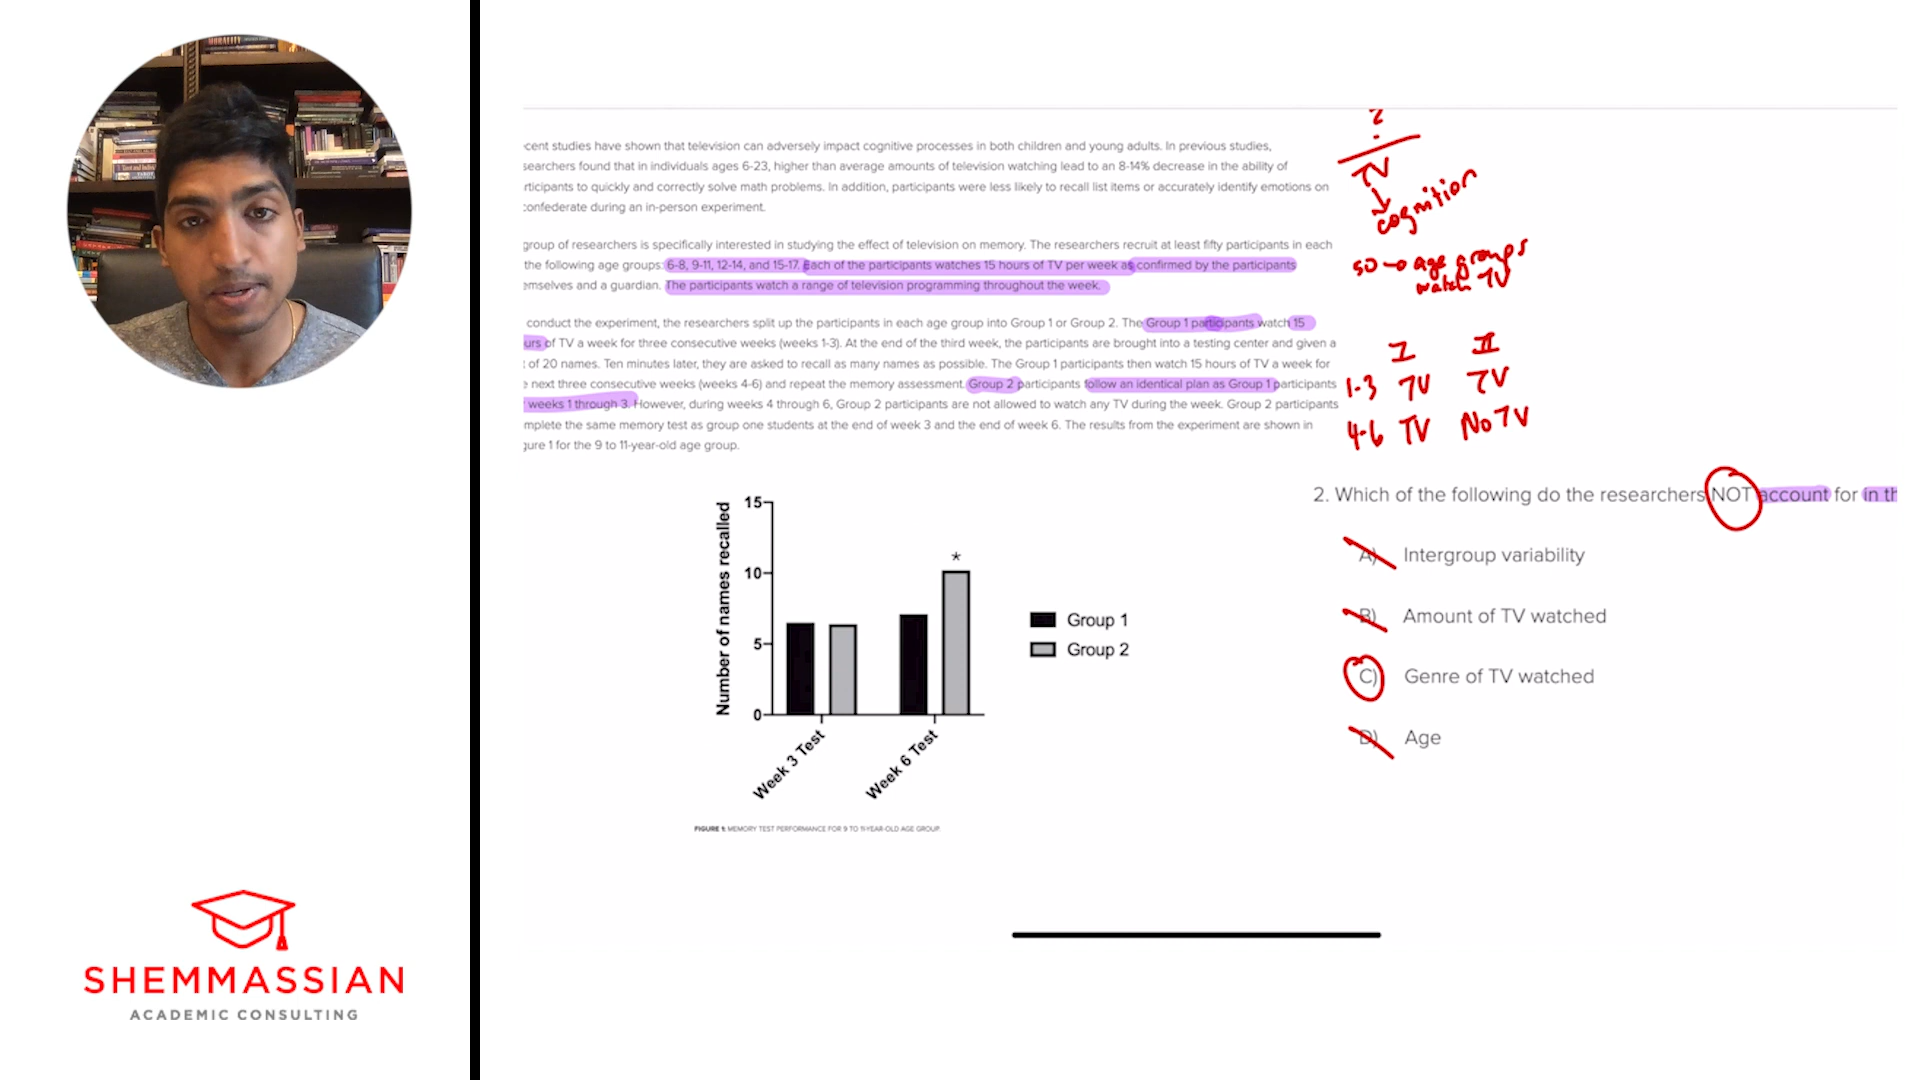 cent studies have shown that television can adversely impact cognitive processes in both children and young adults. In previous studies,
searchers found that in individuals ages 6-23, higher than average amounts of television watching lead to an 8-14% decrease in the ability of
rticipants to quickly and correctly solve math problems. In addition, participants were less likely to recall list items or accurately identify emotions on
confederate during an in-person experiment.
group of researchers is specifically interested in studying the effect of television on memory. The researchers recruit at least fifty participants in each
the following age groups: 6-8, 9-11, 12-14, and 15-17. Each of the participants watches 15 hours of TV per week as confirmed by the participants
emselves and a guardian. The participants watch a range of television programming throughout the week.
conduct the experiment, the researchers split up the participants in each age group into Group 1 or Group 2. The Group 1 participants watch 15
urs of TV a week for three consecutive weeks (weeks 1-3). At the end of the third week, the participants are brought into a testing center and given a
t of 20 names. Ten minutes later, they are asked to recall as many names as possible. The Group 1 participants then watch 15 hours of TV a week for
e next three consecutive weeks (weeks 4-6) and repeat the memory assessment. Group 2 participants follow an identical plan as Group 1 participants
weeks 1 through 3. However, during weeks 4 through 6, Group 2 participants are not allowed to watch any TV during the week. Group 2 participants
mplete the same memory test as group one students at the end of week 3 and the end of week 6. The results from the experiment are shown in
gure 1 for the 9 to 11-year-old age group.
TV
cognition
50 → age groups
watch TV
I II
1-3 TV TV
4-6 TV No TV
Number of names recalled
15
10
5
0
*
Week 3 Test
Week 6 Test
Group 1
Group 2
FIGURE 1: MEMORY TEST PERFORMANCE FOR 9 TO 11-YEAR-OLD AGE GROUP.
2. Which of the following do the researchers NOT account for in th
A) Intergroup variability
B) Amount of TV watched
C) Genre of TV watched
D) Age
SHEMMASSIAN
ACADEMIC CONSULTING